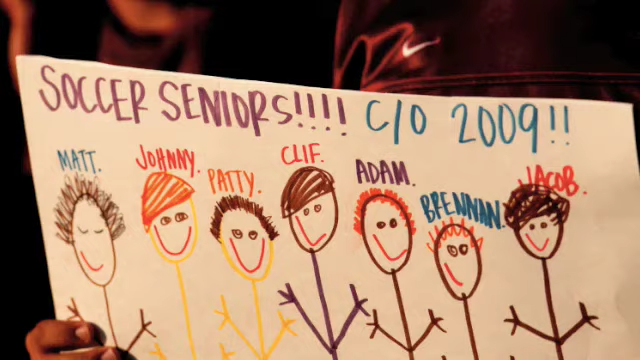 SOCCER SENIORS!!!! C/O 2009!!
MATT. JOHNNY. PATTY. CLIF. ADAM. BRENNAN. JACOB.